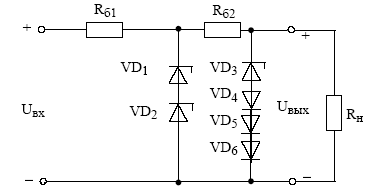 Rб1 Rб2
+ +
VD1 VD3
VD4
Uвх VD2 Uвых
VD5 Rн
VD6
− −